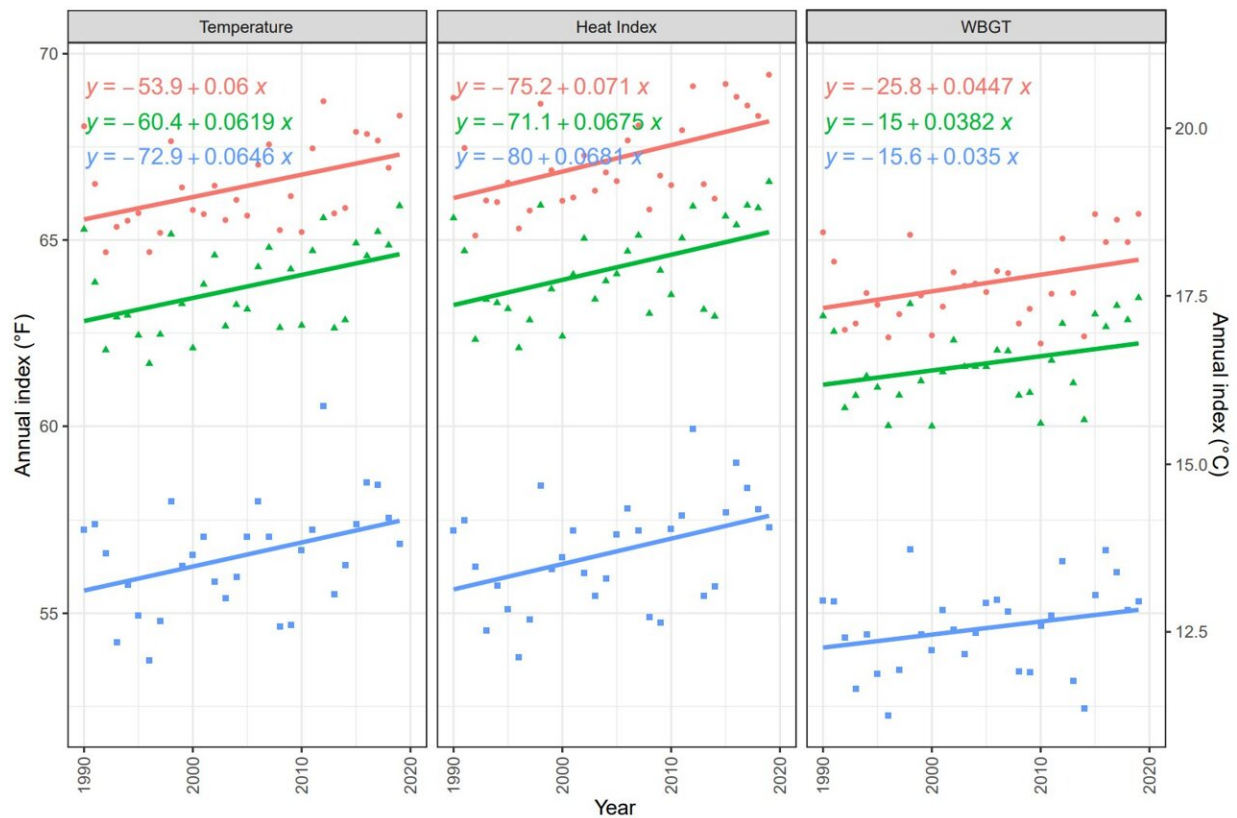 Temperature
Heat Index
WBGT
y = −53.9 + 0.06 x
y = −60.4 + 0.0619 x
y = −72.9 + 0.0646 x
y = −75.2 + 0.071 x
y = −71.1 + 0.0675 x
y = −80 + 0.0681 x
y = −25.8 + 0.0447 x
y = −15 + 0.0382 x
y = −15.6 + 0.035 x
Annual index (°F)
70
65
60
55
Annual index (°C)
20.0
17.5
15.0
12.5
1990
2000
2010
2020
1990
2000
2010
2020
1990
2000
2010
2020
Year